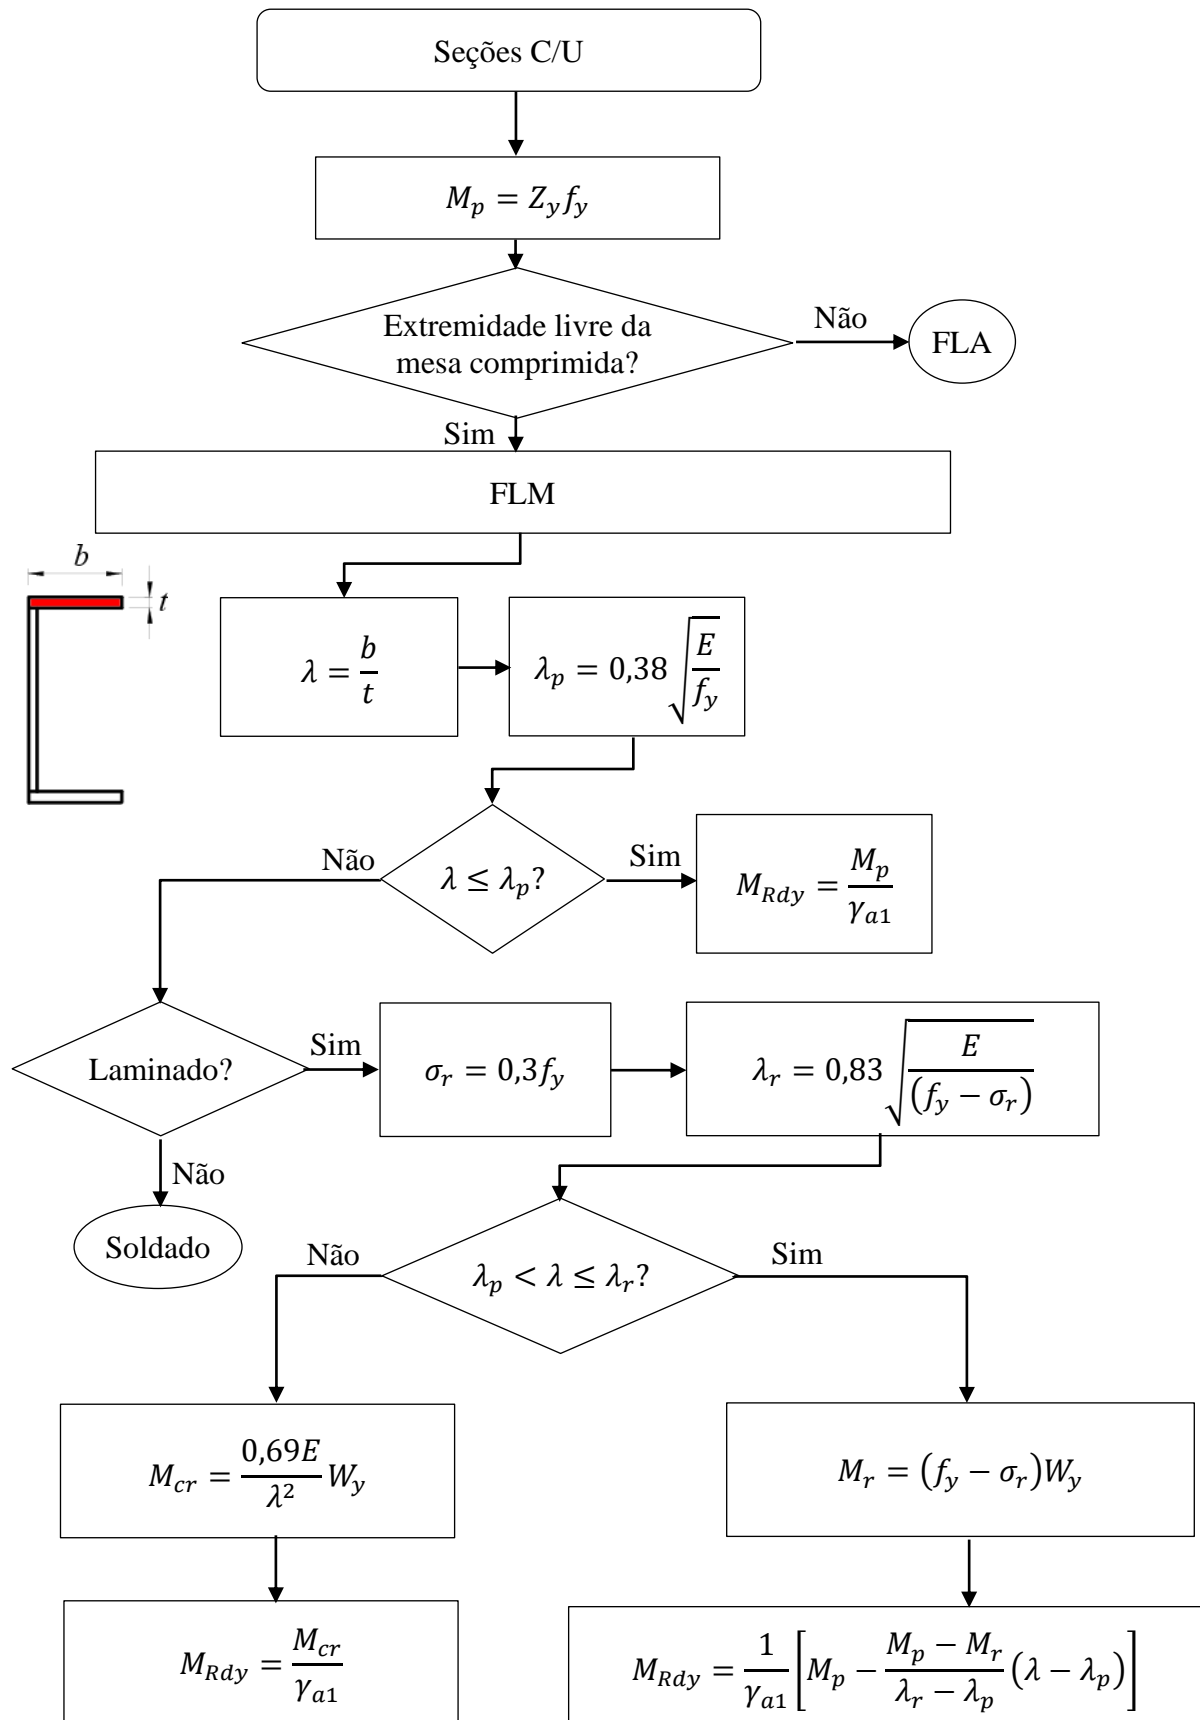 Seções C/U
M_p = Z_y f_y
Extremidade livre da
mesa comprimida?
Não
FLA
Sim
FLM
b
t
λ = b/t
λ_p = 0,38 √(E/f_y)
Não
λ ≤ λ_p?
Sim
M_Rdy = M_p/γ_a1
Laminado?
Sim
σ_r = 0,3f_y
λ_r = 0,83 √(E/(f_y − σ_r))
Não
Soldado
Não
λ_p < λ ≤ λ_r?
Sim
M_cr = (0,69E/λ²) W_y
M_r = (f_y − σ_r)W_y
M_Rdy = M_cr/γ_a1
M_Rdy = 1/γ_a1 [M_p − (M_p − M_r)/(λ_r − λ_p) (λ − λ_p)]